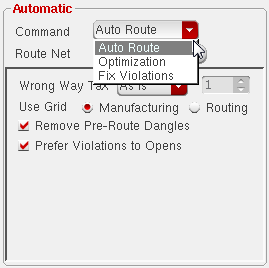 Automatic
Command Auto Route
Auto Route
Route Net
Optimization
Fix Violations
Wrong Way Tax As Is 1
Use Grid Manufacturing Routing
Remove Pre-Route Dangles
Prefer Violations to Opens